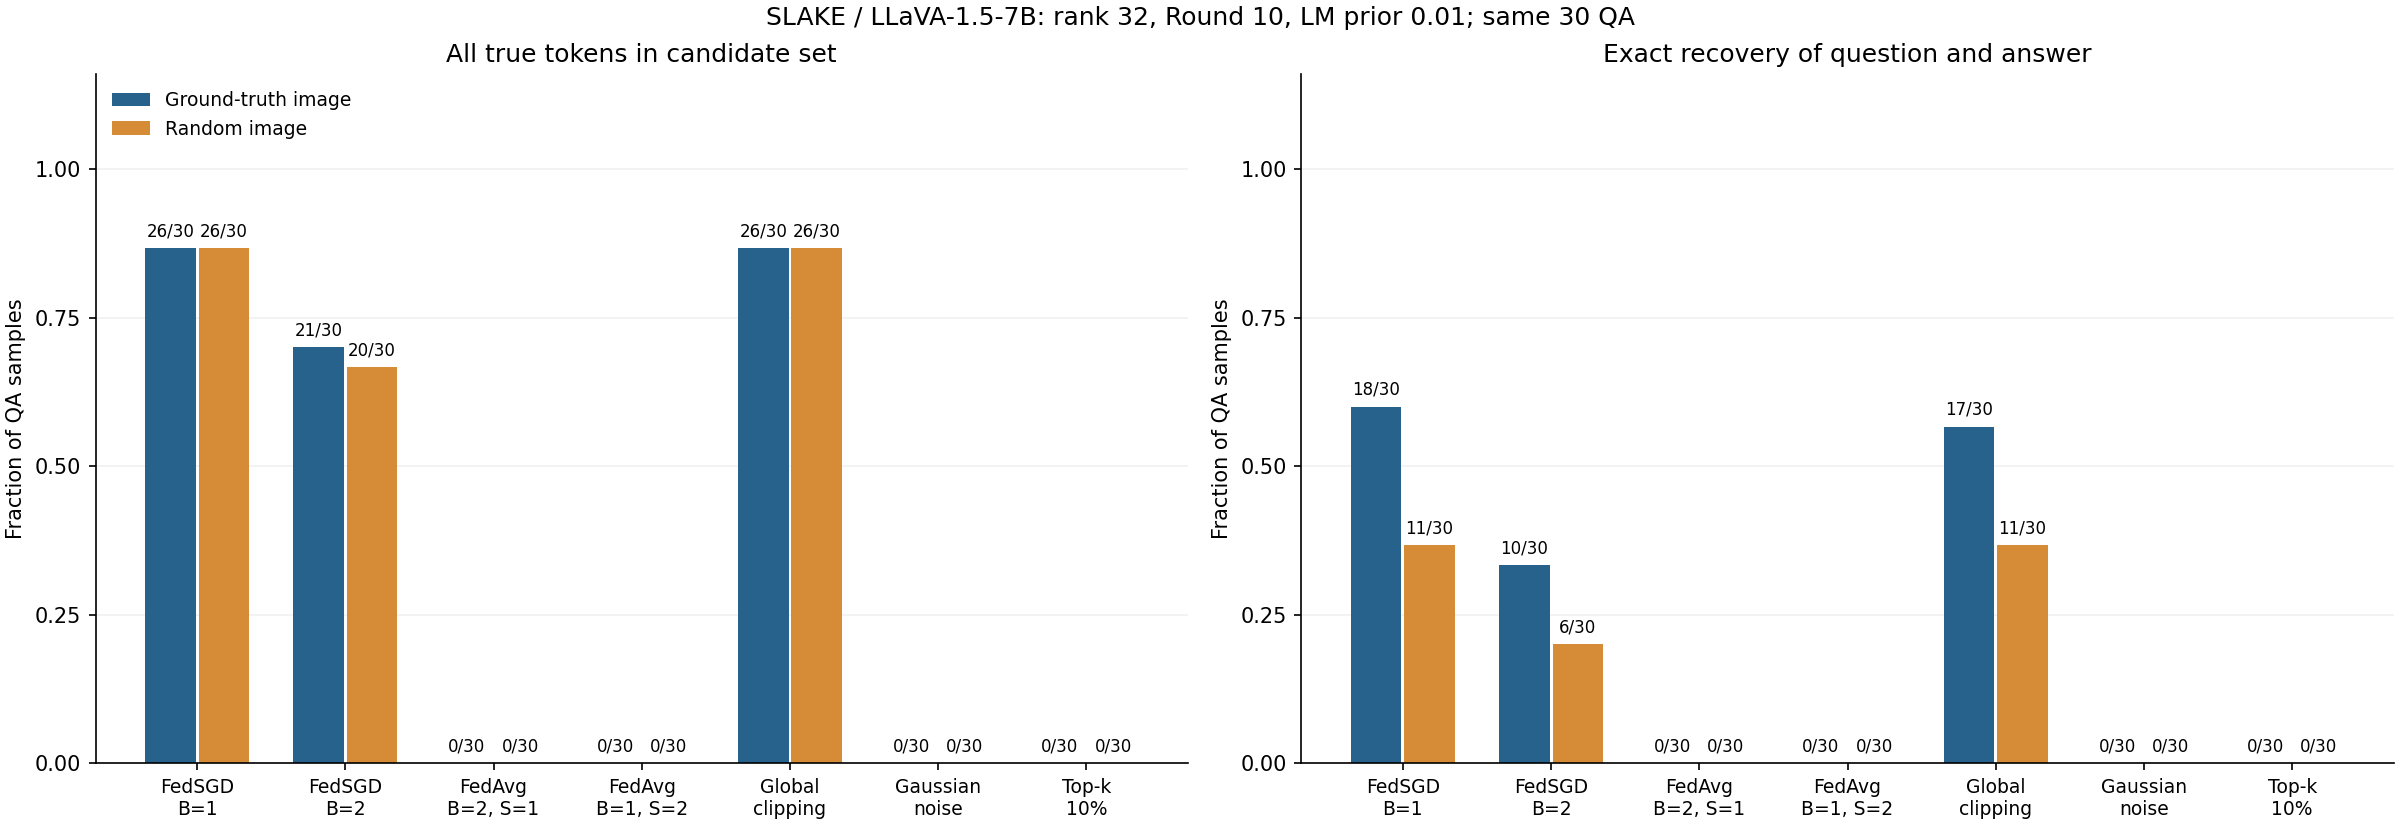 SLAKE / LLaVA-1.5-7B: rank 32, Round 10, LM prior 0.01; same 30 QA
All true tokens in candidate set
Ground-truth image
Random image
Fraction of QA samples
1.00
0.75
0.50
0.25
0.00
26/30 26/30
21/30 20/30
0/30 0/30
0/30 0/30
26/30 26/30
0/30 0/30
0/30 0/30
FedSGD
B=1
FedSGD
B=2
FedAvg
B=2, S=1
FedAvg
B=1, S=2
Global
clipping
Gaussian
noise
Top-k
10%
Exact recovery of question and answer
Fraction of QA samples
1.00
0.75
0.50
0.25
0.00
18/30 11/30
10/30 6/30
0/30 0/30
0/30 0/30
17/30 11/30
0/30 0/30
0/30 0/30
FedSGD
B=1
FedSGD
B=2
FedAvg
B=2, S=1
FedAvg
B=1, S=2
Global
clipping
Gaussian
noise
Top-k
10%